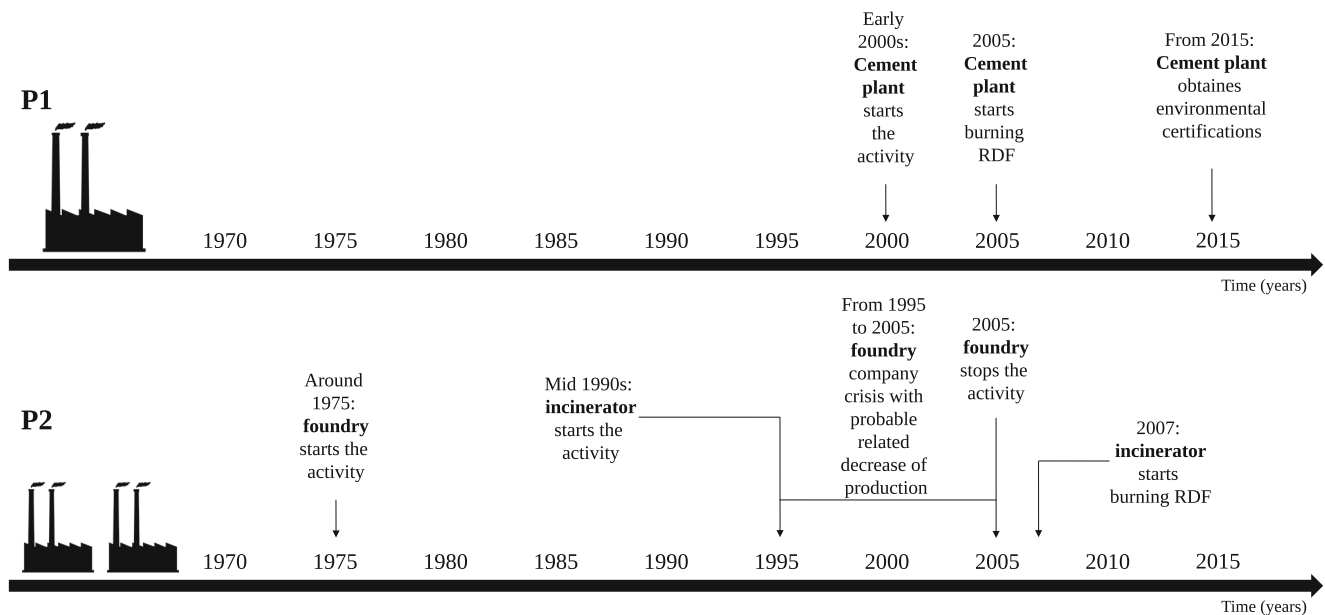 P1
Early
2000s:
Cement
plant
starts
the
activity
2005:
Cement
plant
starts
burning
RDF
From 2015:
Cement plant
obtaines
environmental
certifications
1970 1975 1980 1985 1990 1995 2000 2005 2010 2015
Time (years)
P2
Around
1975:
foundry
starts the
activity
Mid 1990s:
incinerator
starts the
activity
From 1995
to 2005:
foundry
company
crisis with
probable
related
decrease of
production
2005:
foundry
stops the
activity
2007:
incinerator
starts
burning RDF
1970 1975 1980 1985 1990 1995 2000 2005 2010 2015
Time (years)